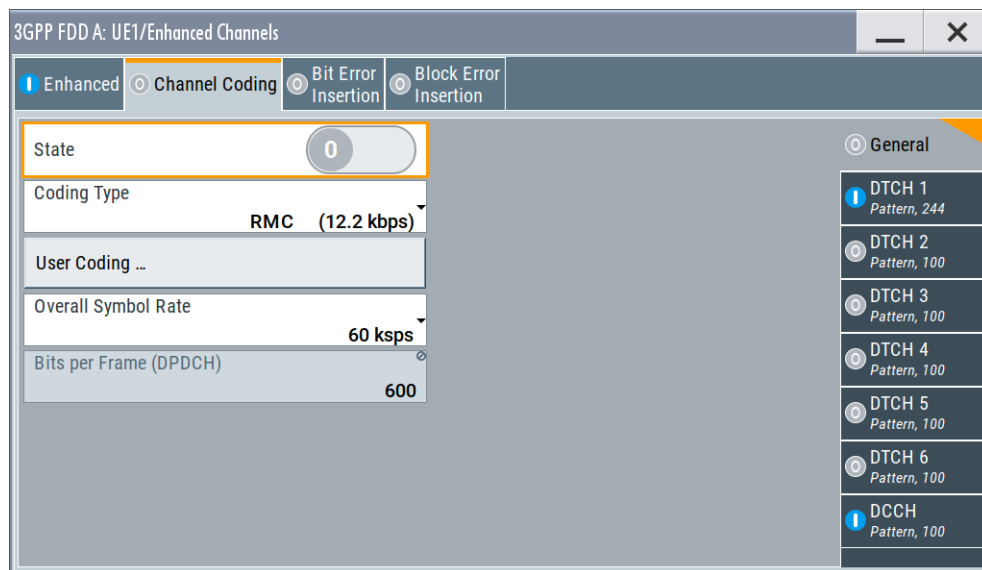 3GPP FDD A: UE1/Enhanced Channels
Enhanced
Channel Coding
Bit Error
Insertion
Block Error
Insertion
State
0
Coding Type
RMC (12.2 kbps)
User Coding ...
Overall Symbol Rate
60 ksps
Bits per Frame (DPDCH)
600
General
DTCH 1
Pattern, 244
DTCH 2
Pattern, 100
DTCH 3
Pattern, 100
DTCH 4
Pattern, 100
DTCH 5
Pattern, 100
DTCH 6
Pattern, 100
DCCH
Pattern, 100